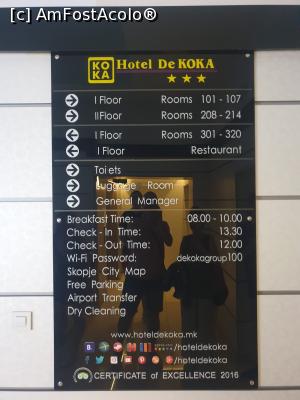 [c] AmFostAcolo®
KO
KA
Hotel De KOKA
I Floor Rooms 101 - 107
II Floor Rooms 208 - 214
I Floor Rooms 301 - 320
I Floor Restaurant
Toilets
Luggage Room
General Manager
Breakfast Time: 08.00 - 10.00
Check - In Time: 13.30
Check - Out Time: 12.00
Wi-Fi Password: dekokagroup100
Skopje City Map
Free Parking
Airport Transfer
Dry Cleaning
www.hoteldekoka.mk
/hoteldekoka
/hoteldekoka
CERTIFICATE of EXCELLENCE 2016